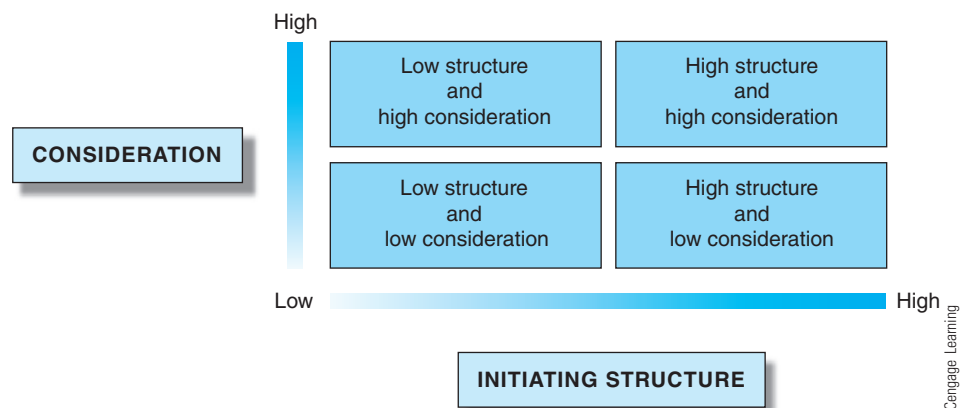 High
Low structure
and
high consideration
High structure
and
high consideration
CONSIDERATION
Low structure
and
low consideration
High structure
and
low consideration
Low
High
INITIATING STRUCTURE
Cengage Learning